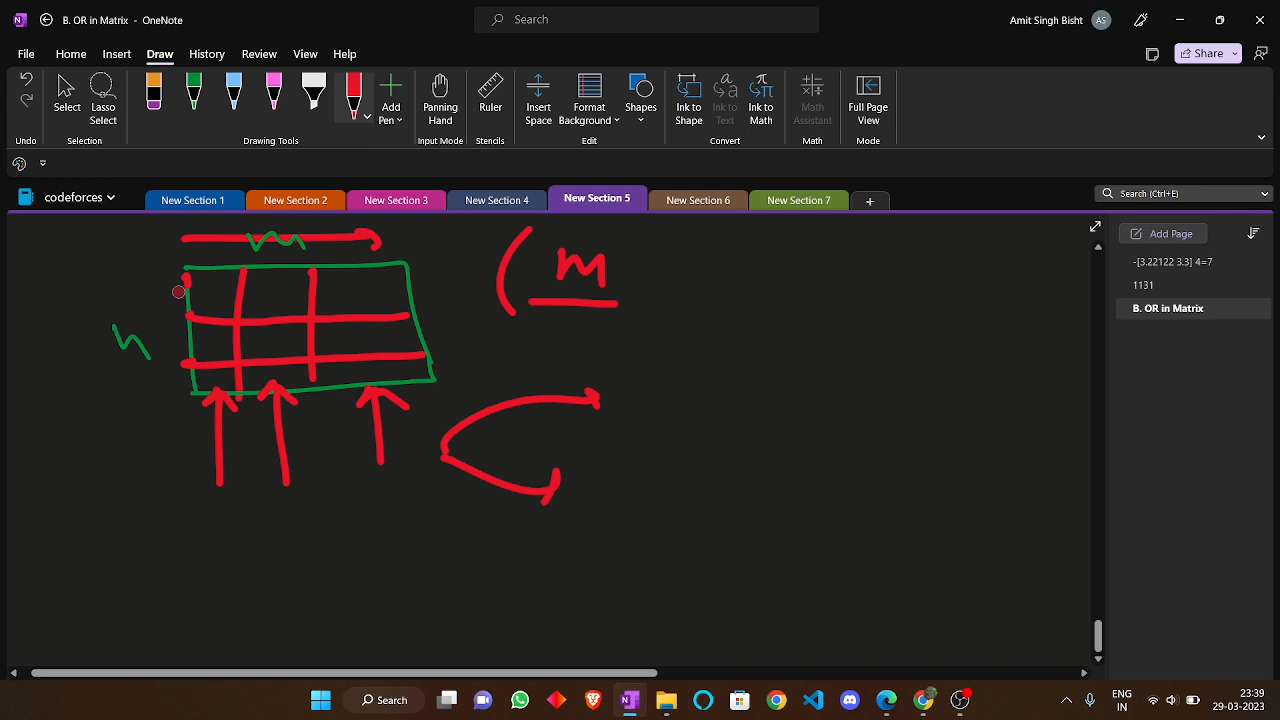 B. OR in Matrix - OneNote
Search
Amit Singh Bisht AS
File Home Insert Draw History Review View Help
Share
Undo
Select
Lasso Select
Add Pen
Panning Hand
Ruler
Insert Space
Format Background
Shapes
Ink to Shape
Ink to Text
Ink to Math
Math Assistant
Full Page View
Undo Selection Drawing Tools Input Mode Stencils Edit Convert Math Mode
codeforces
New Section 1 New Section 2 New Section 3 New Section 4 New Section 5 New Section 6 New Section 7 +
Search (Ctrl+E)
Add Page
-[3.22122 3.3] 4=7
1131
B. OR in Matrix
m
n
(m
Search
ENG
IN
23:39
29-03-2023